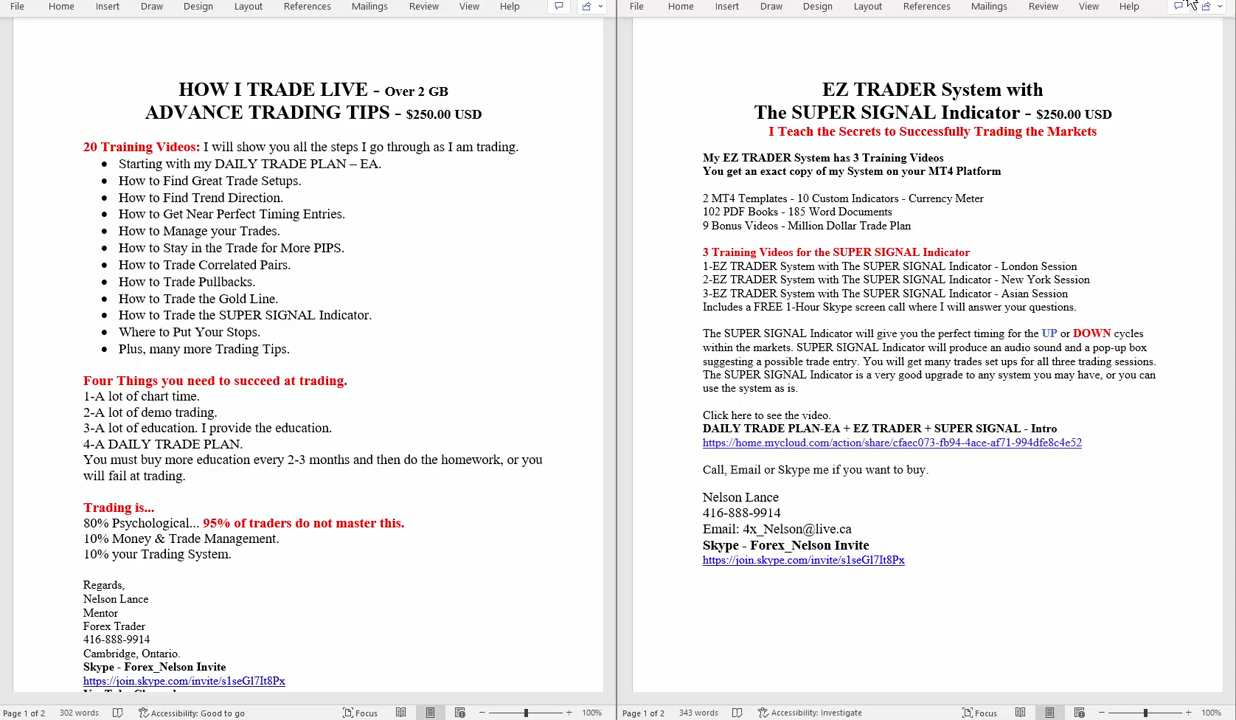 File Home Insert Draw Design Layout References Mailings Review View Help
HOW I TRADE LIVE - Over 2 GB
ADVANCE TRADING TIPS - $250.00 USD
20 Training Videos: I will show you all the steps I go through as I am trading.
• Starting with my DAILY TRADE PLAN – EA.
• How to Find Great Trade Setups.
• How to Find Trend Direction.
• How to Get Near Perfect Timing Entries.
• How to Manage your Trades.
• How to Stay in the Trade for More PIPS.
• How to Trade Correlated Pairs.
• How to Trade Pullbacks.
• How to Trade the Gold Line.
• How to Trade the SUPER SIGNAL Indicator.
• Where to Put Your Stops.
• Plus, many more Trading Tips.
Four Things you need to succeed at trading.
1-A lot of chart time.
2-A lot of demo trading.
3-A lot of education. I provide the education.
4-A DAILY TRADE PLAN.
You must buy more education every 2-3 months and then do the homework, or you
will fail at trading.
Trading is...
80% Psychological... 95% of traders do not master this.
10% Money & Trade Management.
10% your Trading System.
Regards,
Nelson Lance
Mentor
Forex Trader
416-888-9914
Cambridge, Ontario.
Skype - Forex_Nelson Invite
https://join.skype.com/invite/s1seGl7It8Px
Page 1 of 2 302 words Accessibility: Good to go Focus 100%
File Home Insert Draw Design Layout References Mailings Review View Help
EZ TRADER System with
The SUPER SIGNAL Indicator - $250.00 USD
I Teach the Secrets to Successfully Trading the Markets
My EZ TRADER System has 3 Training Videos
You get an exact copy of my System on your MT4 Platform
2 MT4 Templates - 10 Custom Indicators - Currency Meter
102 PDF Books - 185 Word Documents
9 Bonus Videos - Million Dollar Trade Plan
3 Training Videos for the SUPER SIGNAL Indicator
1-EZ TRADER System with The SUPER SIGNAL Indicator - London Session
2-EZ TRADER System with The SUPER SIGNAL Indicator - New York Session
3-EZ TRADER System with The SUPER SIGNAL Indicator - Asian Session
Includes a FREE 1-Hour Skype screen call where I will answer your questions.
The SUPER SIGNAL Indicator will give you the perfect timing for the UP or DOWN cycles
within the markets. SUPER SIGNAL Indicator will produce an audio sound and a pop-up box
suggesting a possible trade entry. You will get many trades set ups for all three trading sessions.
The SUPER SIGNAL Indicator is a very good upgrade to any system you may have, or you can
use the system as is.
Click here to see the video.
DAILY TRADE PLAN-EA + EZ TRADER + SUPER SIGNAL - Intro
https://home.mycloud.com/action/share/cfaec073-fb94-4ace-af71-994dfe8c4e52
Call, Email or Skype me if you want to buy.
Nelson Lance
416-888-9914
Email: 4x_Nelson@live.ca
Skype - Forex_Nelson Invite
https://join.skype.com/invite/s1seGl7It8Px
Page 1 of 2 343 words Accessibility: Investigate Focus 100%